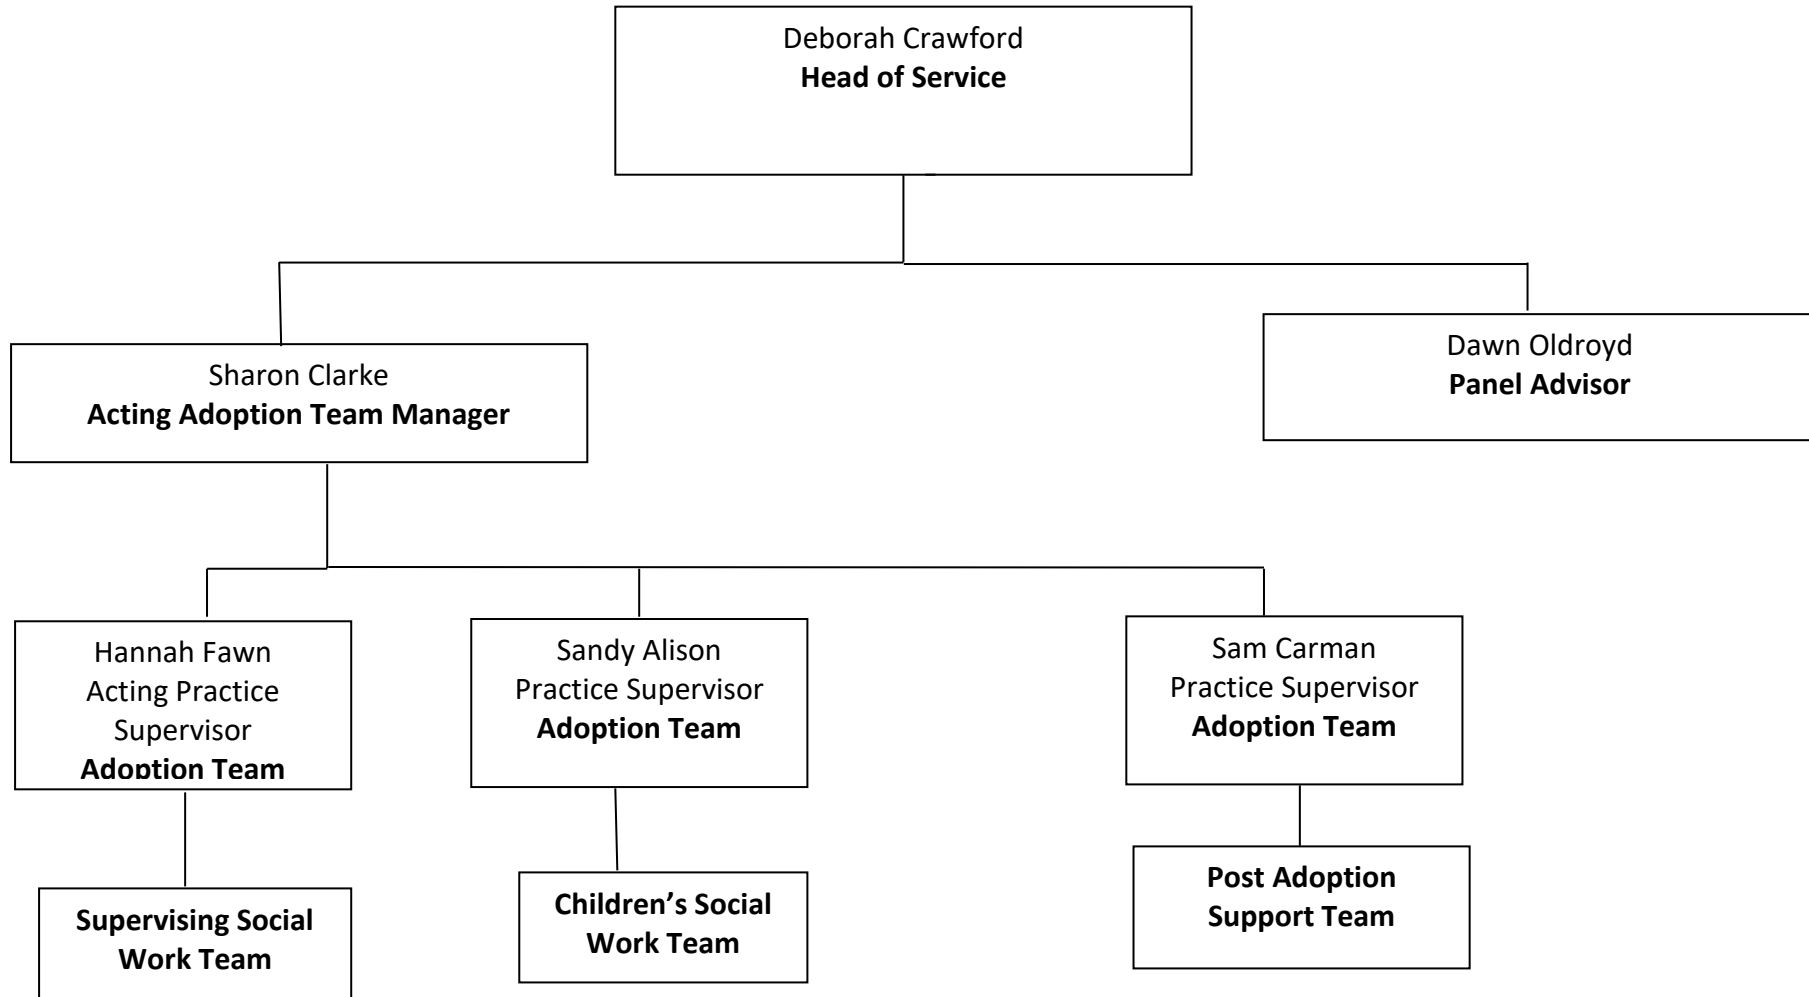 Deborah Crawford
Head of Service
Sharon Clarke
Acting Adoption Team Manager
Dawn Oldroyd
Panel Advisor
Hannah Fawn
Acting Practice
Supervisor
Adoption Team
Sandy Alison
Practice Supervisor
Adoption Team
Sam Carman
Practice Supervisor
Adoption Team
Supervising Social
Work Team
Children’s Social
Work Team
Post Adoption
Support Team